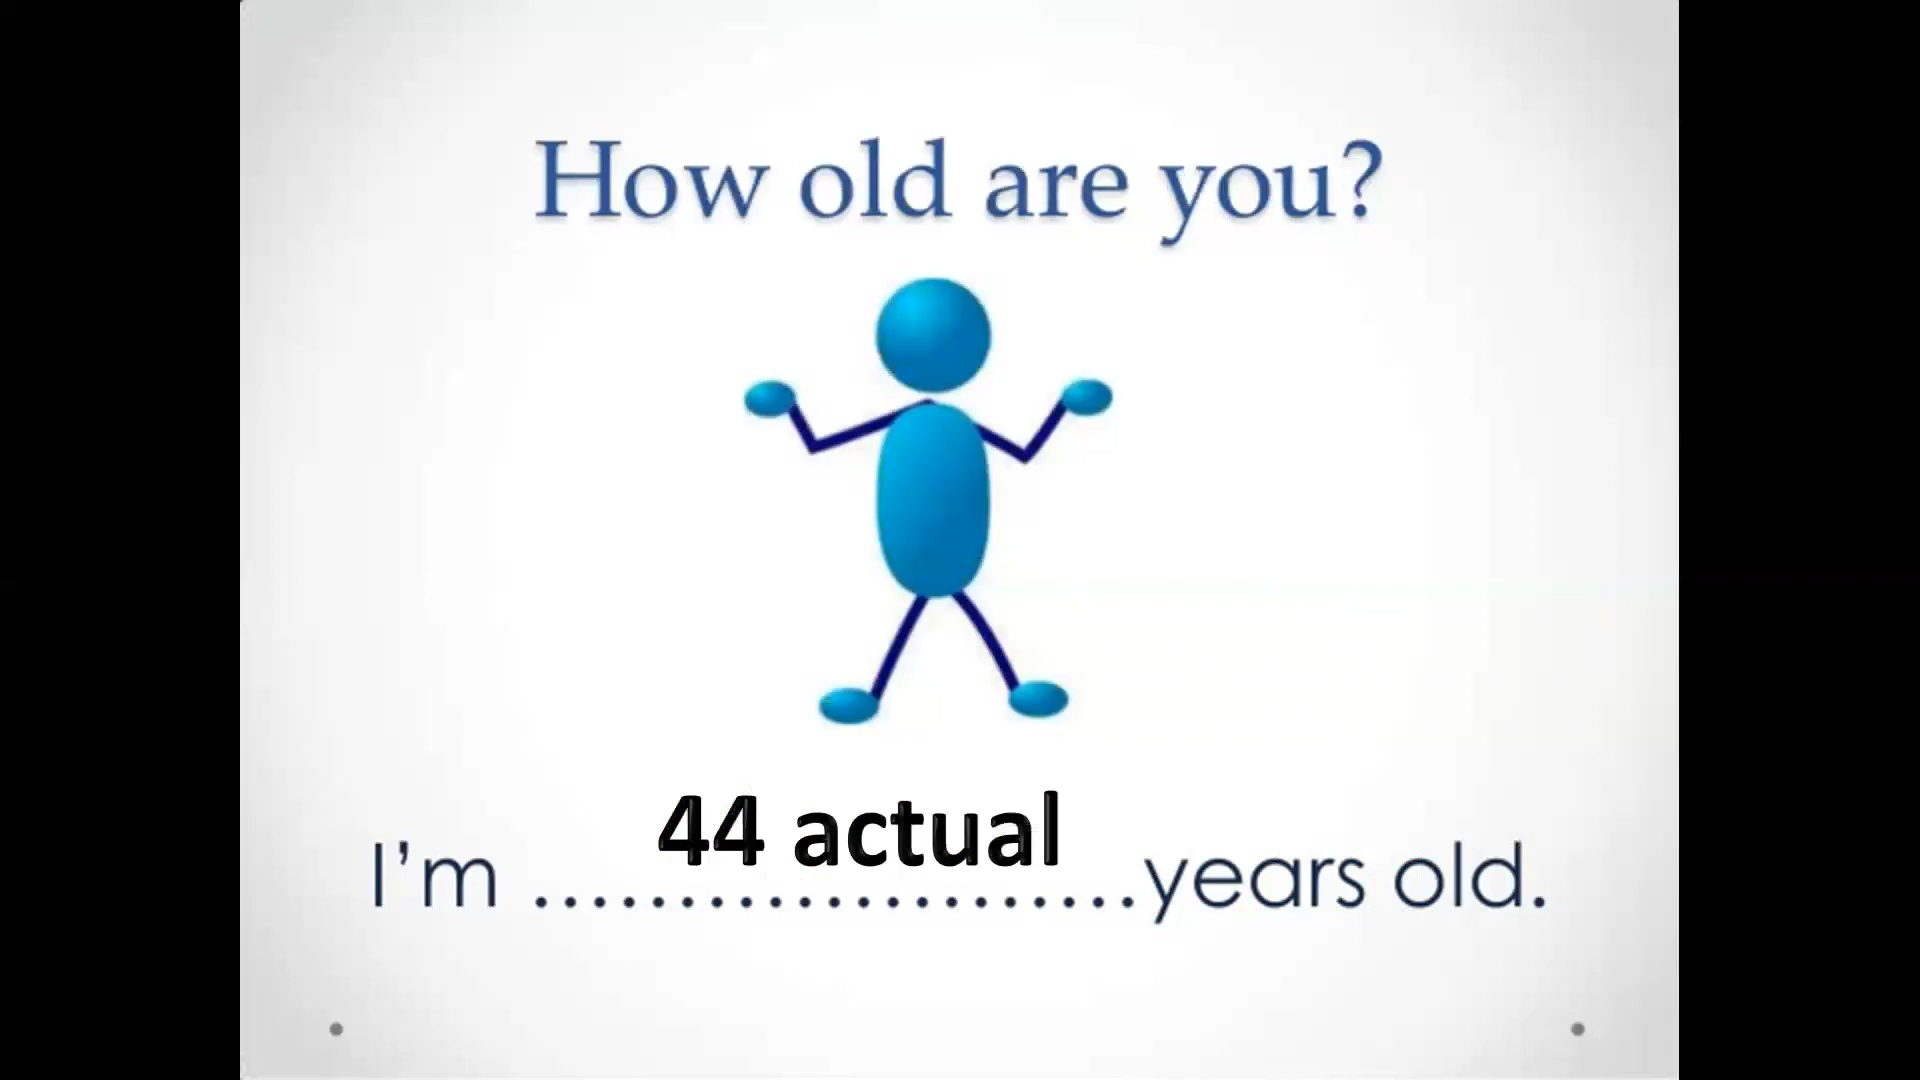 How old are you?
44 actual
I'm .....................years old.